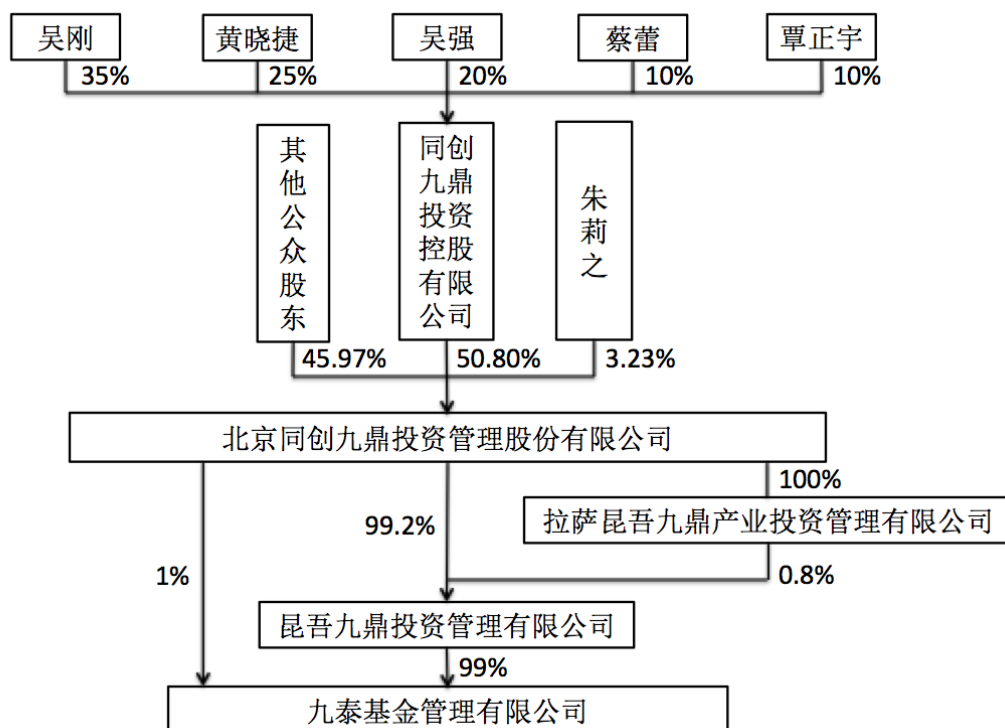 吴刚
黄晓捷
吴强
蔡蕾
覃正宇
35%
25%
20%
10%
10%
其他公众股东
同创
九鼎
投资
控股
有限
公司
朱莉之
45.97%
50.80%
3.23%
北京同创九鼎投资管理股份有限公司
100%
99.2%
拉萨昆吾九鼎产业投资管理有限公司
1%
0.8%
昆吾九鼎投资管理有限公司
99%
九泰基金管理有限公司